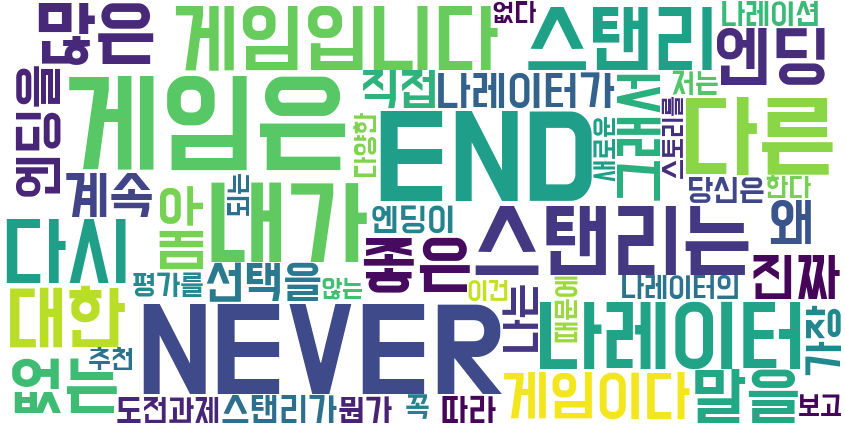 많은
게임입니다
없다
스탠리
나레이션
엔딩
엔딩을
게임은
직접
나레이터가
그래서
저는
다른
다양한
END
새로운
스토리를
계속
되는
아
봄
내가
엔딩이
스탠리는
당신은
한다
왜
다시
좋은
평가를
선택을
않는
이건
나는
때문에
나레이터의
진짜
대한
추천
NEVER
나레이터
가장
없는
도전과제
스탠리가
뭔가
꼭
따라
게임이다
말을
보고